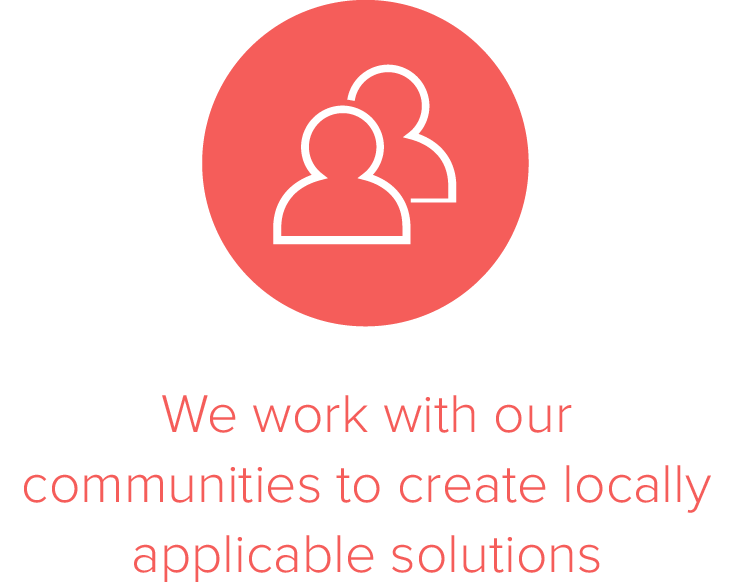 We work with our
communities to create locally
applicable solutions